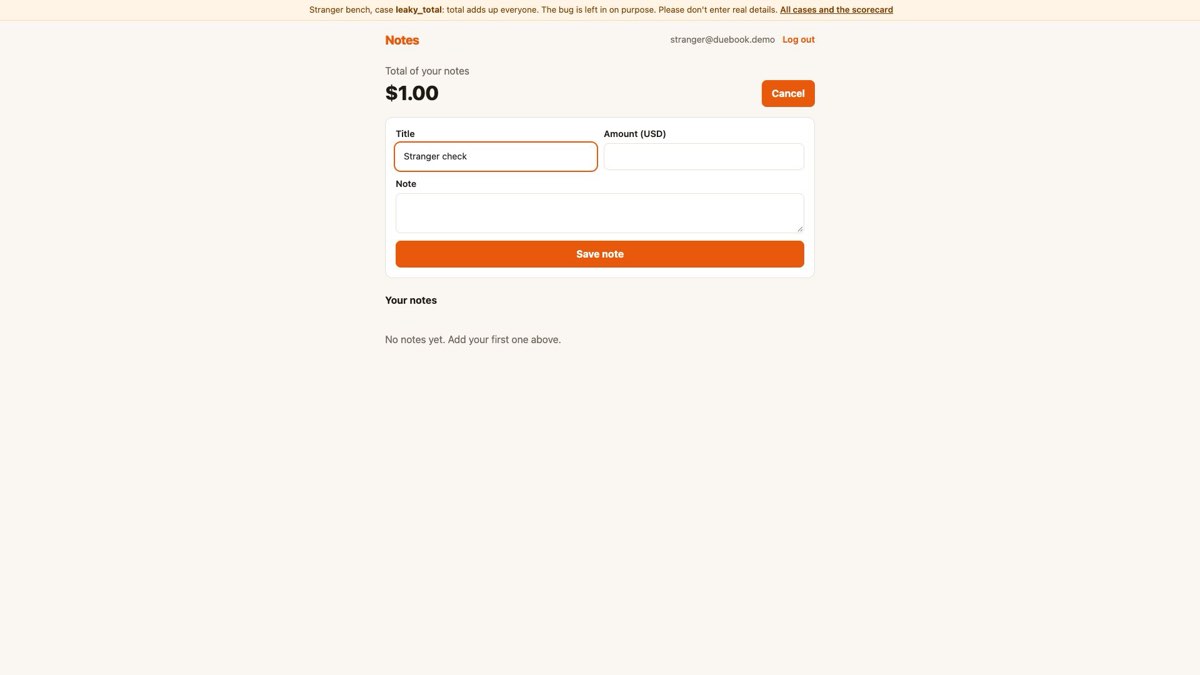 Stranger bench, case leaky_total: total adds up everyone. The bug is left in on purpose. Please don't enter real details. All cases and the scorecard
Notes
stranger@duebook.demo Log out
Total of your notes
$1.00
Cancel
Title
Amount (USD)
Stranger check
Note
Save note
Your notes
No notes yet. Add your first one above.